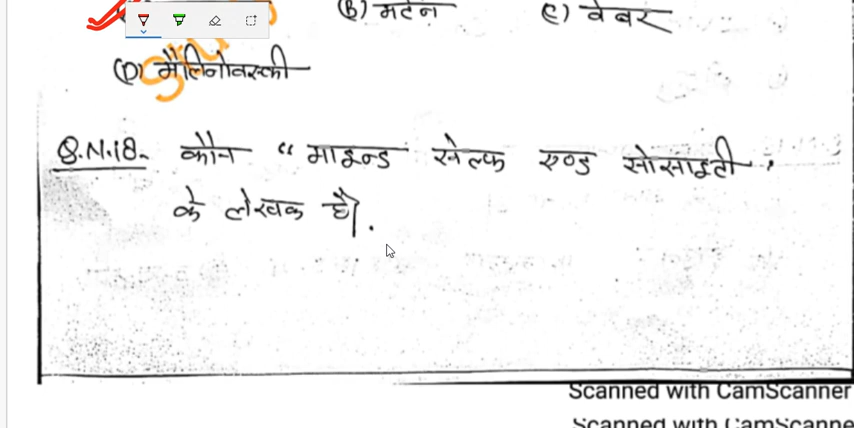 (B) मर्टन (C) वेबर
(D) मैलिनोवस्की
Q.N.18. कौन "माइन्ड सेल्फ एण्ड सोसाइटी,
के लेखक है।.
Scanned with CamScanner
Scanned with CamScanner